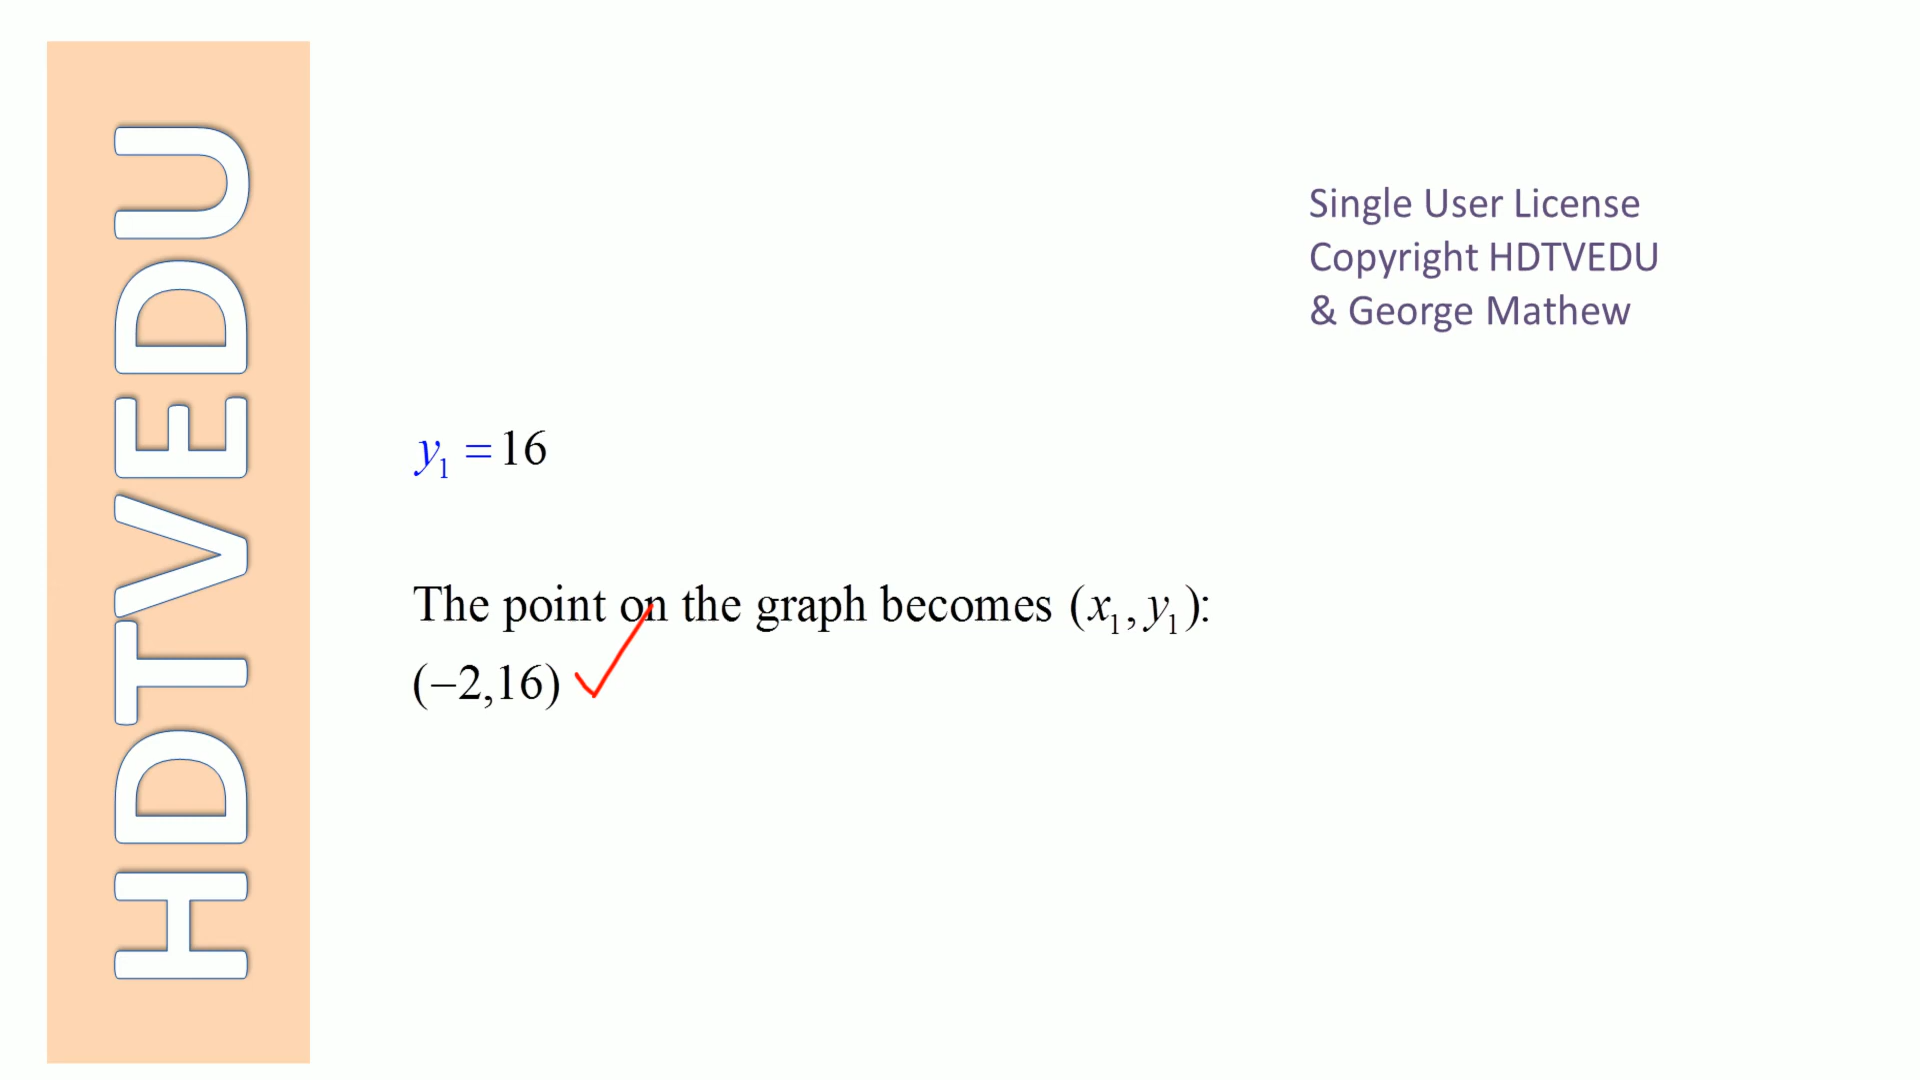 HDTVEDU
Single User License
Copyright HDTVEDU
& George Mathew
y₁ = 16
The point on the graph becomes (x₁, y₁):
(−2,16)